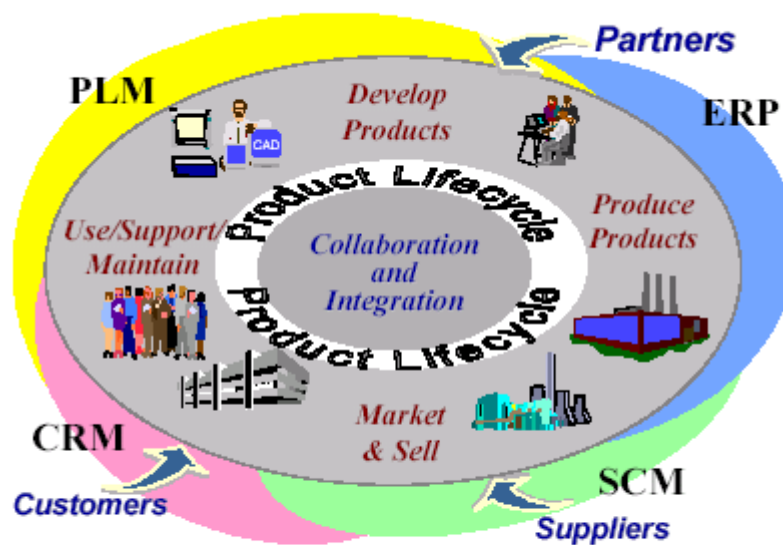 Partners
PLM
ERP
Develop
Products
CAD
Product Lifecycle
Use/Support/
Maintain
Produce
Products
Collaboration
and
Integration
Product Lifecycle
Market
& Sell
CRM
SCM
Customers
Suppliers